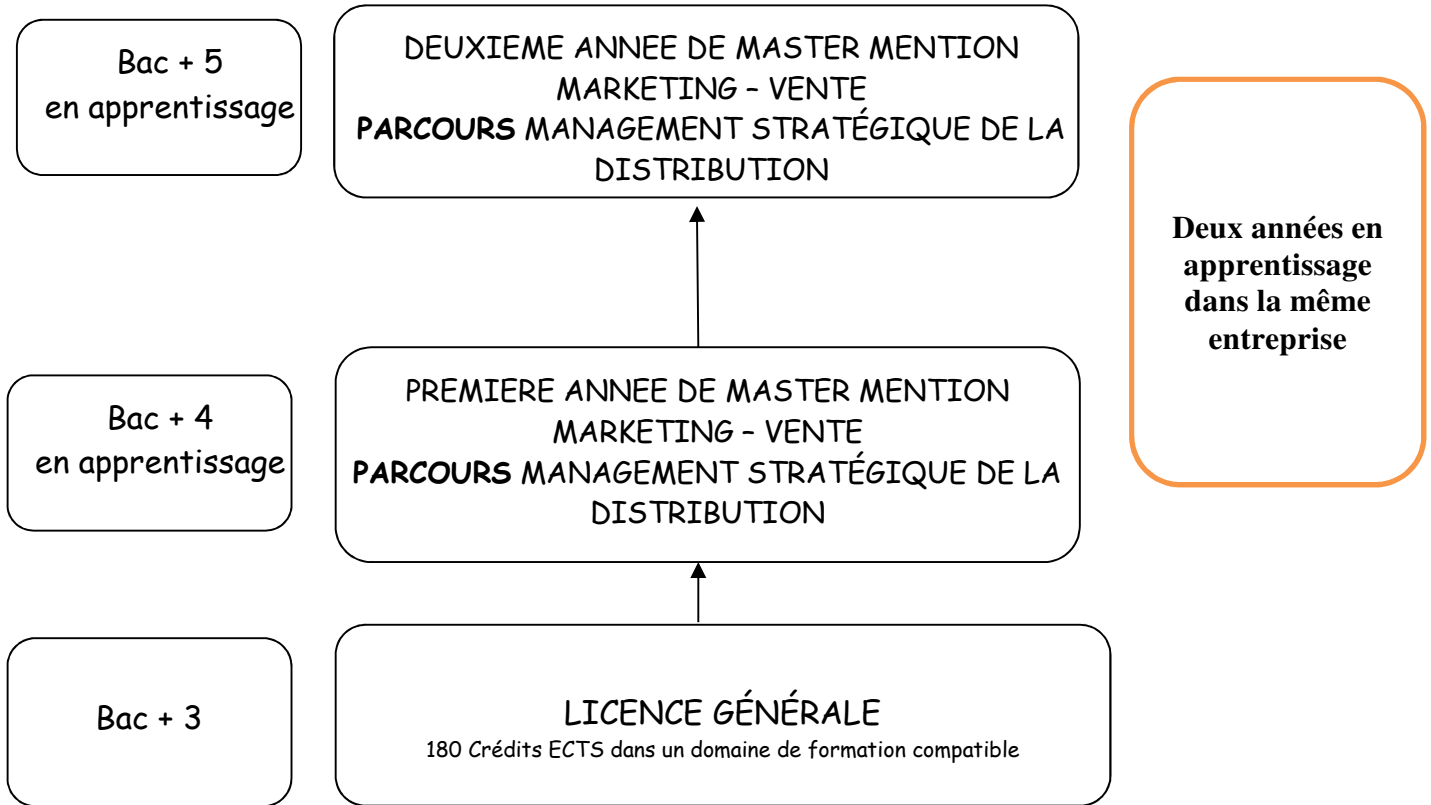 Bac + 5
en apprentissage
DEUXIEME ANNEE DE MASTER MENTION
MARKETING – VENTE
PARCOURS MANAGEMENT STRATÉGIQUE DE LA
DISTRIBUTION
Deux années en
apprentissage
dans la même
entreprise
Bac + 4
en apprentissage
PREMIERE ANNEE DE MASTER MENTION
MARKETING – VENTE
PARCOURS MANAGEMENT STRATÉGIQUE DE LA
DISTRIBUTION
Bac + 3
LICENCE GÉNÉRALE
180 Crédits ECTS dans un domaine de formation compatible